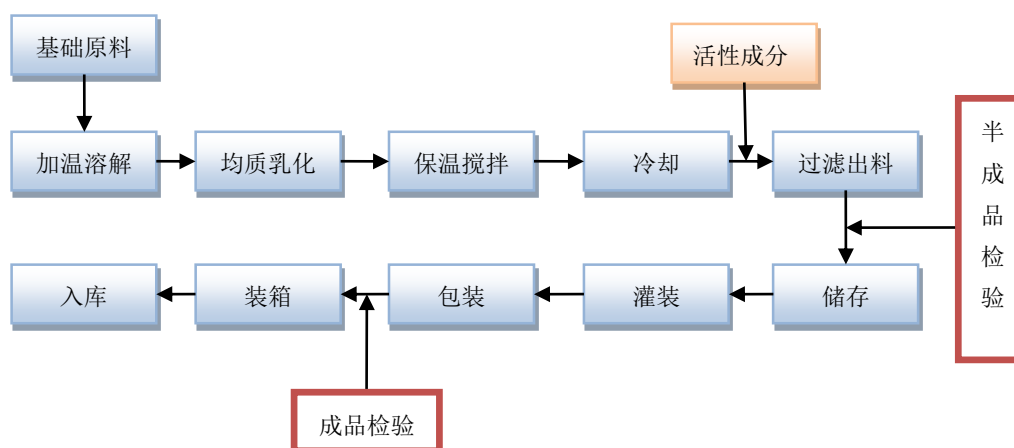 基础原料
活性成分
加温溶解
均质乳化
保温搅拌
冷却
过滤出料
半成品检验
入库
装箱
包装
灌装
储存
成品检验